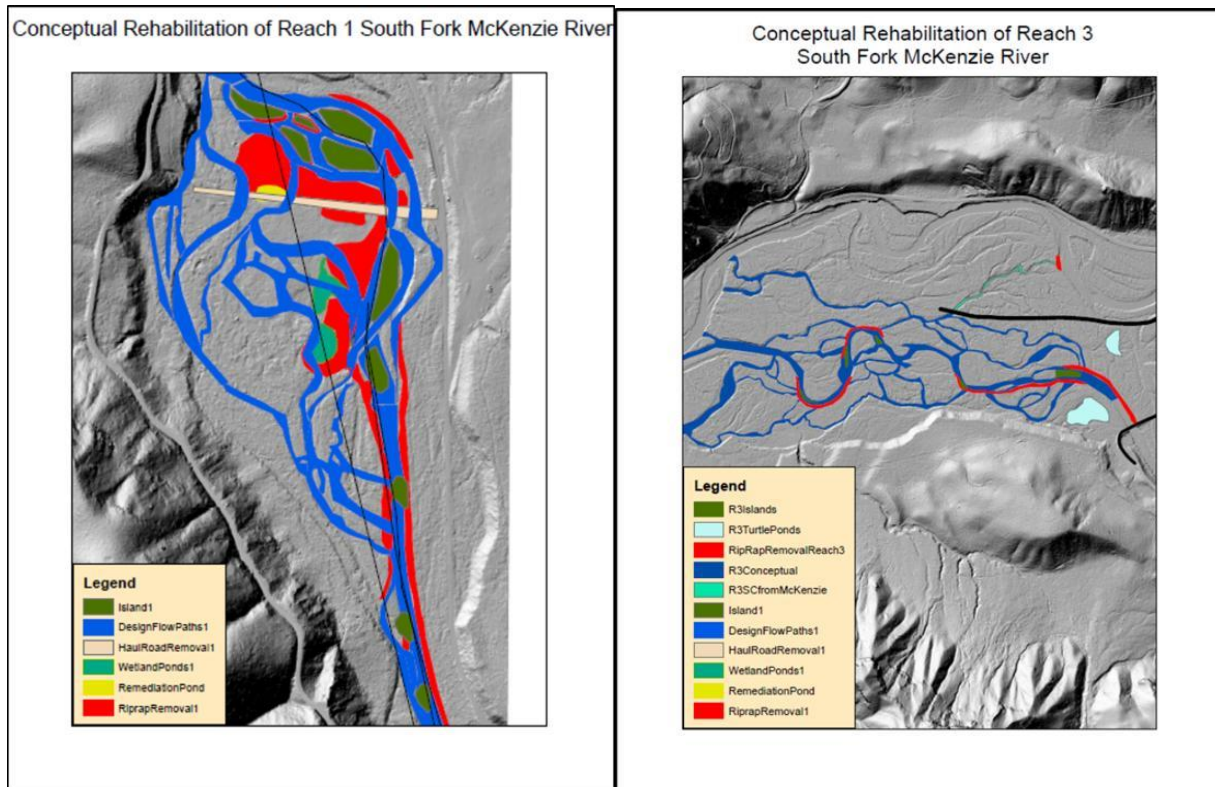 Conceptual Rehabilitation of Reach 1 South Fork McKenzie River
Legend
Island1
DesignFlowPaths1
HaulRoadRemoval1
WetlandPonds1
RemediationPond
RiprapRemoval1
Conceptual Rehabilitation of Reach 3
South Fork McKenzie River
Legend
R3Islands
R3TurtlePonds
RipRapRemovalReach3
R3Conceptual
R3SCfromMcKenzie
Island1
DesignFlowPaths1
HaulRoadRemoval1
WetlandPonds1
RemediationPond
RiprapRemoval1